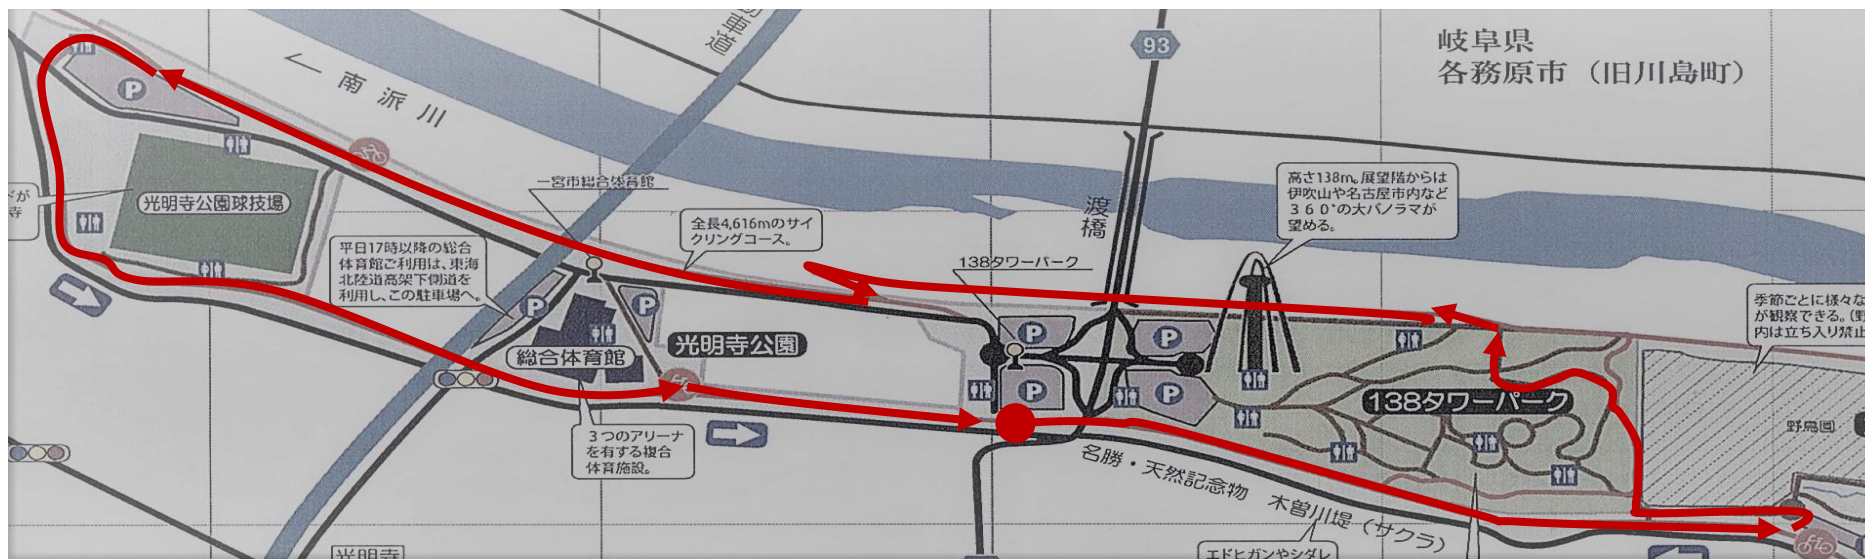 車道
93
岐阜県
各務原市（旧川島町）
南派川
P
一宮市総合体育館
渡橋
高さ138m。展望階からは
伊吹山や名古屋市内など
３６０°の大パノラマが
望める。
光明寺公園球技場
全長4,616mのサイ
クリングコース。
平日17時以降の総合
体育館ご利用は、東海
北陸道高架下側道を
利用し、この駐車場へ。
138タワーパーク
季節ごとに様々な
が観察できる。（野
内は立ち入り禁止
P
P
P
P
総合体育館
光明寺公園
P
P
138タワーパーク
野鳥園
３つのアリーナ
を有する複合
体育施設。
名勝・天然記念物 木曽川堤（サクラ）
光明寺
エドヒガンやシダレ